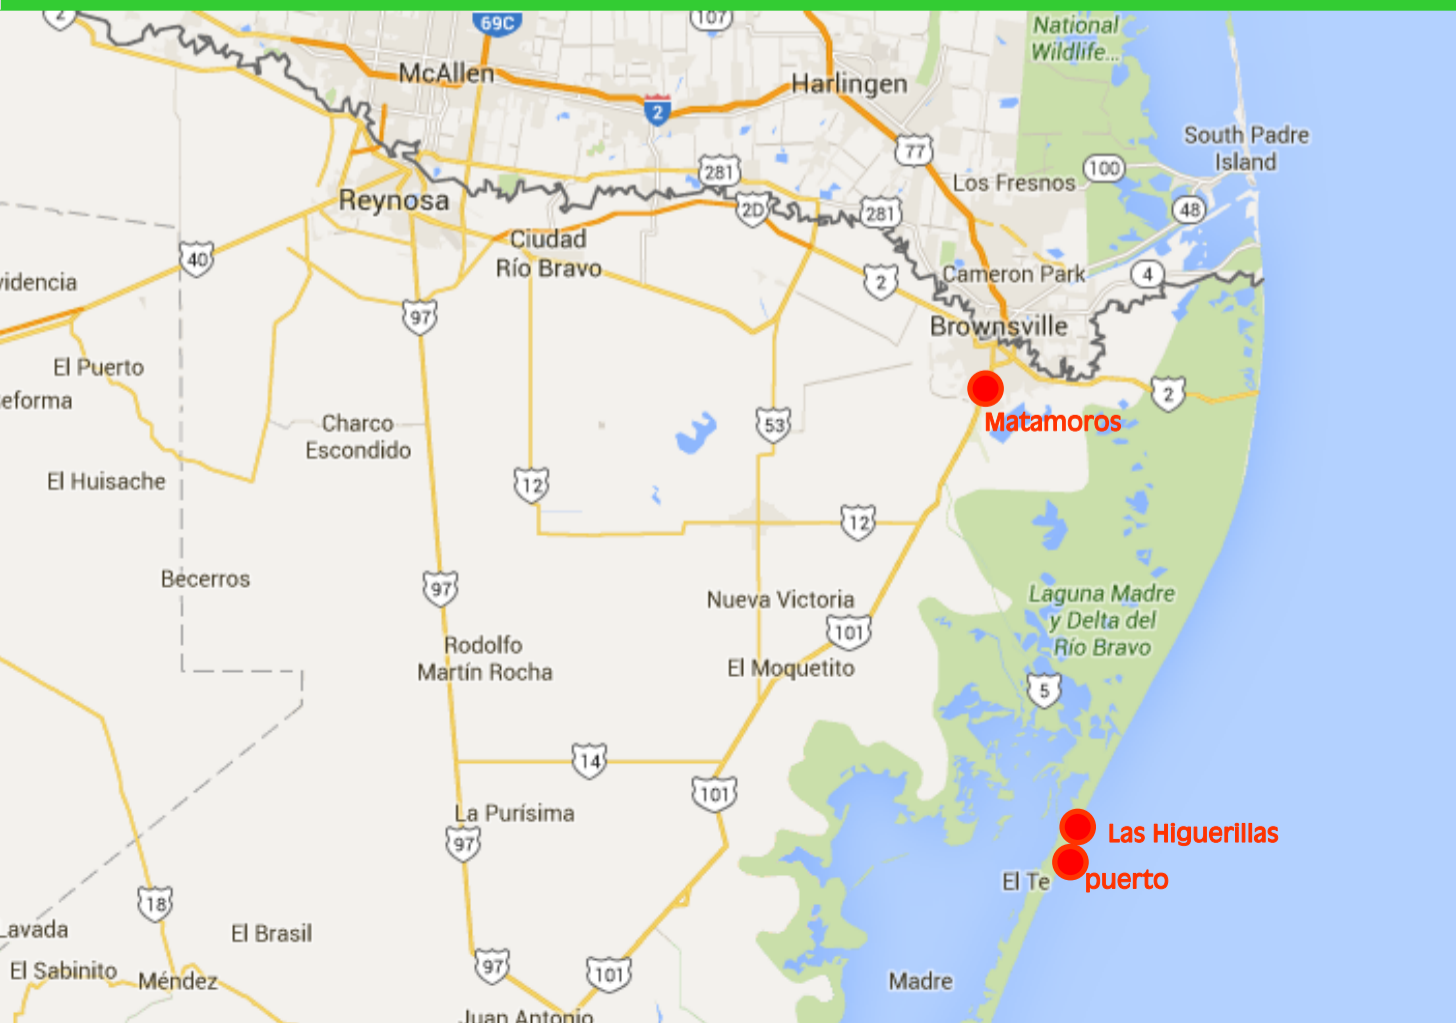 2
69C
107
National
Wildlife...
McAllen
Harlingen
2
77
South Padre
Island
281
100
Los Fresnos
Reynosa
2D
281
48
Ciudad
Río Bravo
40
videncia
2
Cameron Park
4
97
Brownsville
El Puerto
2
eforma
Matamoros
Charco
Escondido
53
El Huisache
12
12
Becerros
97
Nueva Victoria
Laguna Madre
y Delta del
Río Bravo
101
Rodolfo
Martín Rocha
El Moquetito
5
14
101
La Purísima
97
Las Higuerillas
El Te
puerto
18
Lavada
El Brasil
El Sabinito
Méndez
97
101
Madre
Juan Antonio